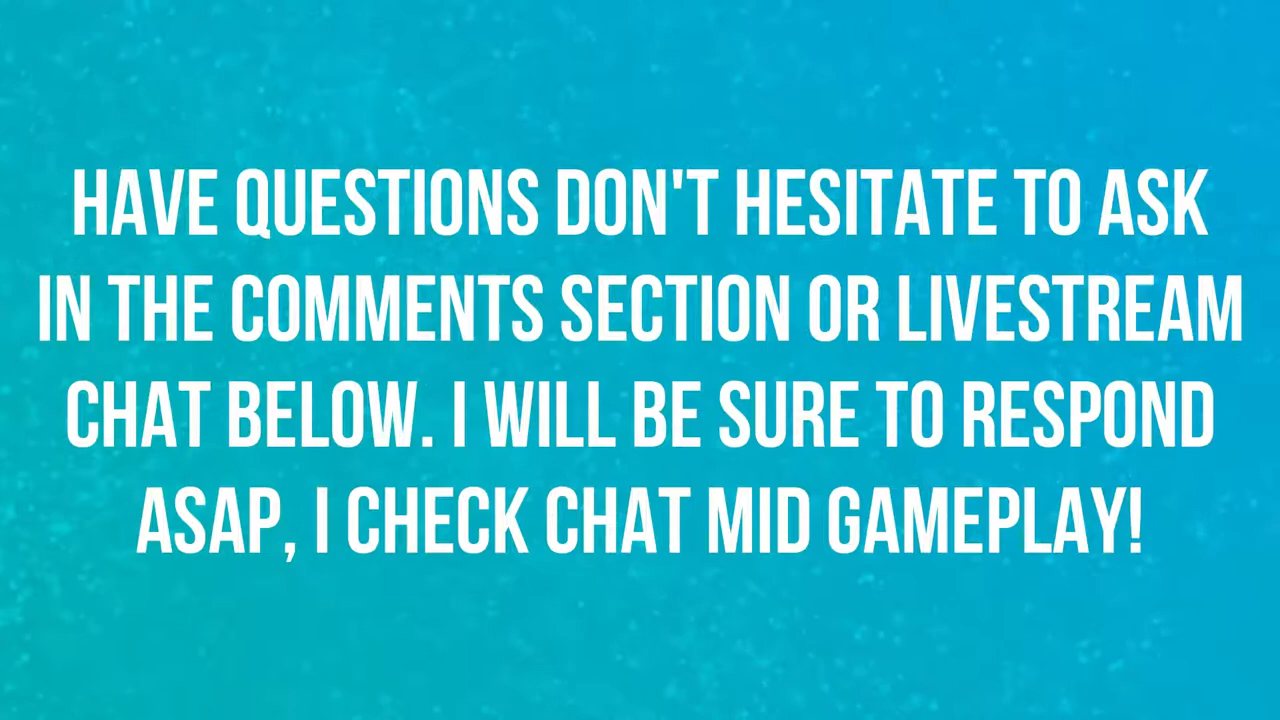 HAVE QUESTIONS DON'T HESITATE TO ASK
IN THE COMMENTS SECTION OR LIVESTREAM
CHAT BELOW. I WILL BE SURE TO RESPOND
ASAP, I CHECK CHAT MID GAMEPLAY!